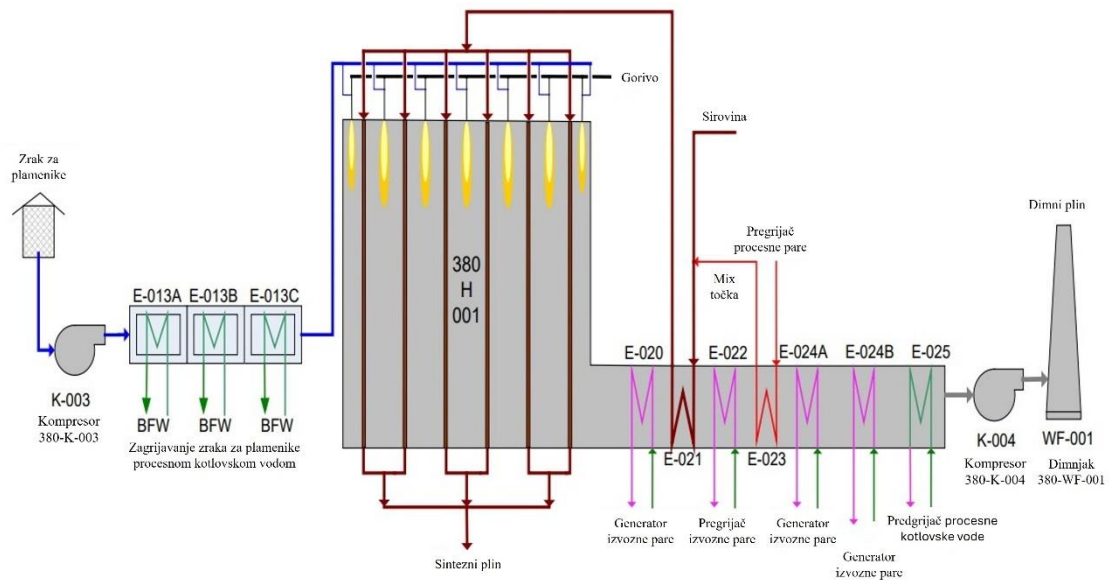 Gorivo
Sirovina
Zrak za
plamenike
Dimni plin
Pregrijač
procesne pare
380
H
001
Mix
točka
E-013A
E-013B
E-013C
E-020
E-022
E-024A
E-024B
E-025
K-003
Kompresor
380-K-003
BFW
BFW
BFW
Zagrijavanje zraka za plamenike
procesnom kotlovskom vodom
E-021
E-023
K-004
Kompresor
380-K-004
WF-001
Dimnjak
380-WF-001
Generator
izvozne pare
Pregrijač
izvozne pare
Generator
izvozne pare
Generator
izvozne pare
Predgrijač procesne
kotlovske vode
Sintezni plin